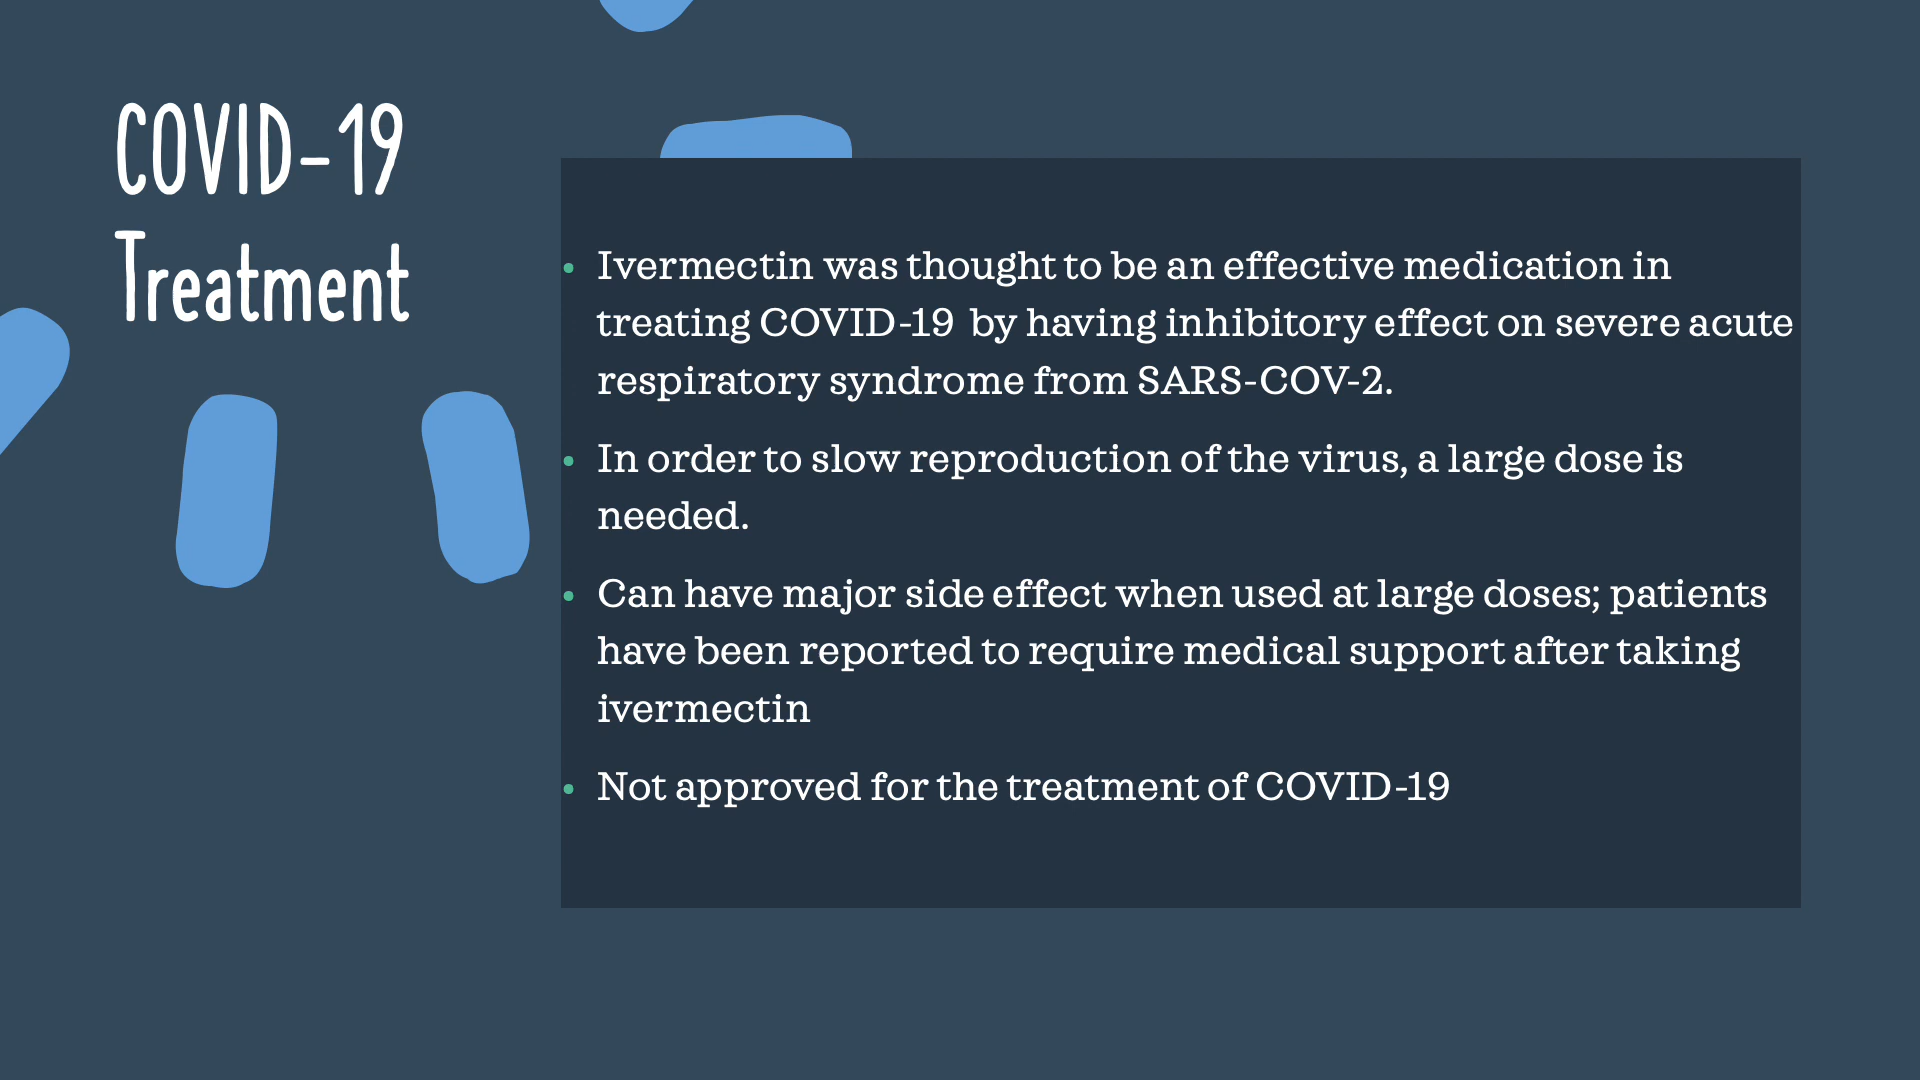 COVID-19
Treatment
• Ivermectin was thought to be an effective medication in
treating COVID-19  by having inhibitory effect on severe acute
respiratory syndrome from SARS-COV-2.
• In order to slow reproduction of the virus, a large dose is
needed.
• Can have major side effect when used at large doses; patients
have been reported to require medical support after taking
ivermectin
• Not approved for the treatment of COVID-19